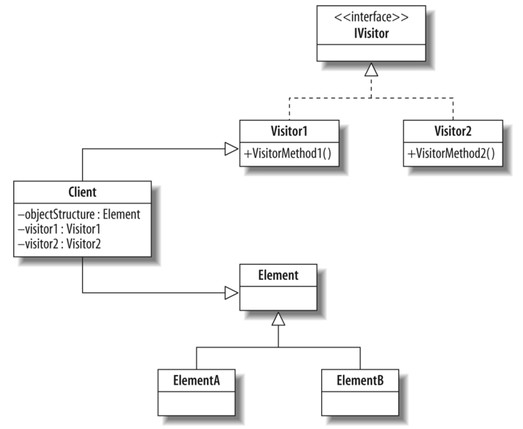 <<interface>>
IVisitor
Visitor1
+VisitorMethod1()
Visitor2
+VisitorMethod2()
Client
–objectStructure : Element
–visitor1 : Visitor1
–visitor2 : Visitor2
Element
ElementA
ElementB